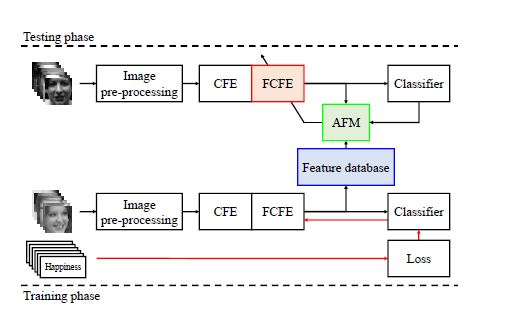 Testing phase
Image
pre-processing
CFE
FCFE
Classifier
AFM
Feature database
Image
pre-processing
CFE
FCFE
Classifier
Happiness
Loss
Training phase